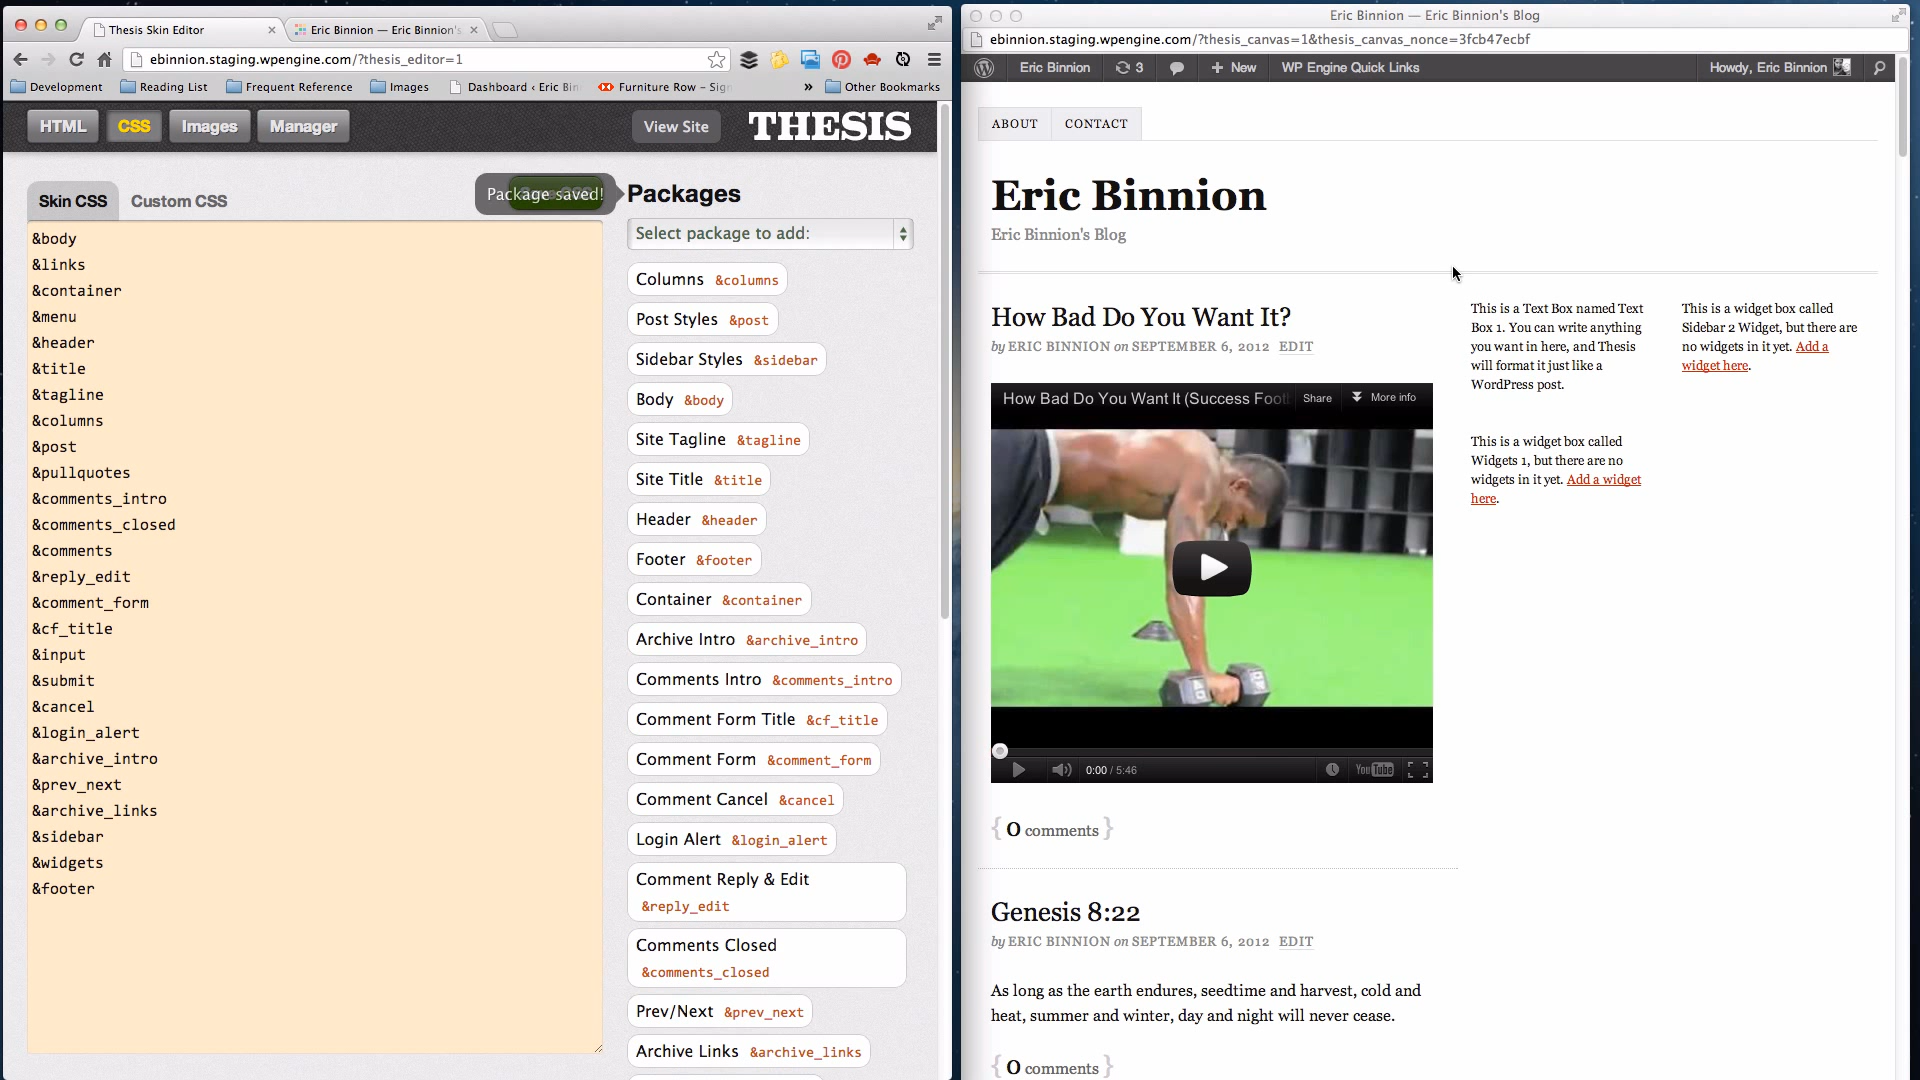 Thesis Skin Editor
Eric Binnion — Eric Binnion's
ebinnion.staging.wpengine.com/?thesis_editor=1
Development
Reading List
Frequent Reference
Images
Dashboard ‹ Eric Bin
Furniture Row – Sig
»
Other Bookmarks
HTML
CSS
Images
Manager
View Site
THESIS
Skin CSS
Custom CSS
Package saved!
&body
&links
&container
&menu
&header
&title
&tagline
&columns
&post
&pullquotes
&comments_intro
&comments_closed
&comments
&reply_edit
&comment_form
&cf_title
&input
&submit
&cancel
&login_alert
&archive_intro
&prev_next
&archive_links
&sidebar
&widgets
&footer
Packages
Select package to add:
Columns &columns
Post Styles &post
Sidebar Styles &sidebar
Body &body
Site Tagline &tagline
Site Title &title
Header &header
Footer &footer
Container &container
Archive Intro &archive_intro
Comments Intro &comments_intro
Comment Form Title &cf_title
Comment Form &comment_form
Comment Cancel &cancel
Login Alert &login_alert
Comment Reply & Edit
&reply_edit
Comments Closed
&comments_closed
Prev/Next &prev_next
Archive Links &archive_links
Eric Binnion — Eric Binnion's Blog
ebinnion.staging.wpengine.com/?thesis_canvas=1&thesis_canvas_nonce=3fcb47ecbf
Eric Binnion
3
New
WP Engine Quick Links
Howdy, Eric Binnion
ABOUT
CONTACT
Eric Binnion
Eric Binnion's Blog
How Bad Do You Want It?
by ERIC BINNION on SEPTEMBER 6, 2012 EDIT
How Bad Do You Want It (Success Foot
Share
More info
0:00 / 5:46
YouTube
{ 0 comments }
Genesis 8:22
by ERIC BINNION on SEPTEMBER 6, 2012 EDIT
As long as the earth endures, seedtime and harvest, cold and
heat, summer and winter, day and night will never cease.
{ 0 comments }
This is a Text Box named Text
Box 1. You can write anything
you want in here, and Thesis
will format it just like a
WordPress post.
This is a widget box called
Widgets 1, but there are no
widgets in it yet. Add a widget
here.
This is a widget box called
Sidebar 2 Widget, but there are
no widgets in it yet. Add a
widget here.